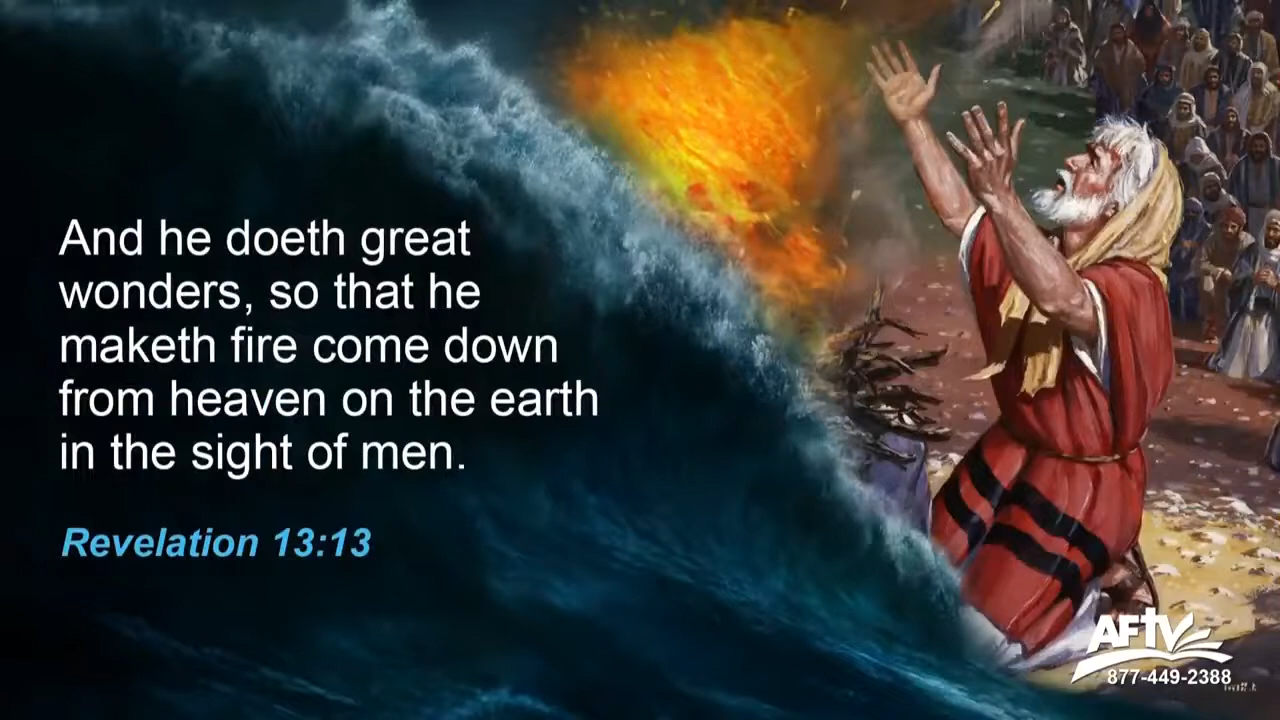 And he doeth great
wonders, so that he
maketh fire come down
from heaven on the earth
in the sight of men.
Revelation 13:13
AFTV
877-449-2388